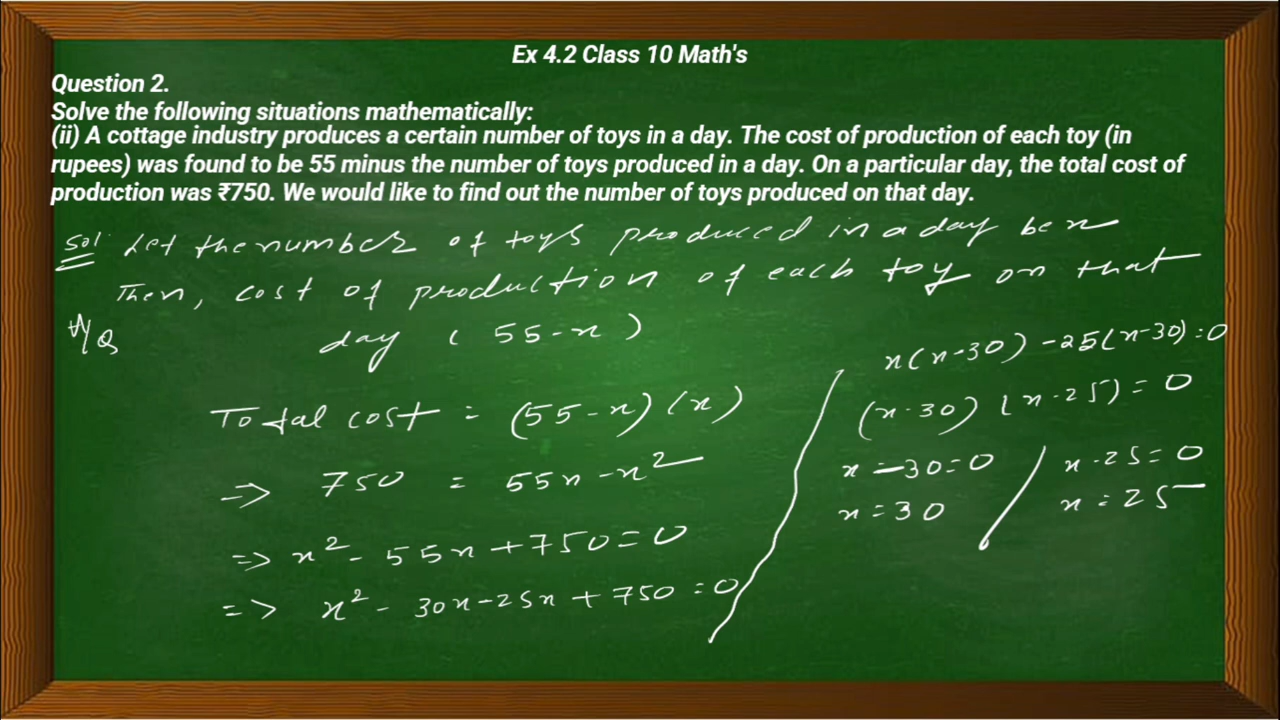 Ex 4.2 Class 10 Math's
Question 2.
Solve the following situations mathematically:
(ii) A cottage industry produces a certain number of toys in a day. The cost of production of each toy (in
rupees) was found to be 55 minus the number of toys produced in a day. On a particular day, the total cost of
production was ₹750. We would like to find out the number of toys produced on that day.
Sol. Let the number of toys produced in a day be x
Then, cost of production of each toy on that
A/Q day (55-x)
Total cost = (55-x)(x)
=> 750 = 55x-x²
=> x² - 55x+750=0
=> x² - 30x-25x + 750 =0
x(x-30) -25(x-30)=0
(x-30) (x-25) = 0
x-30=0 / x-25=0
x=30 x=25